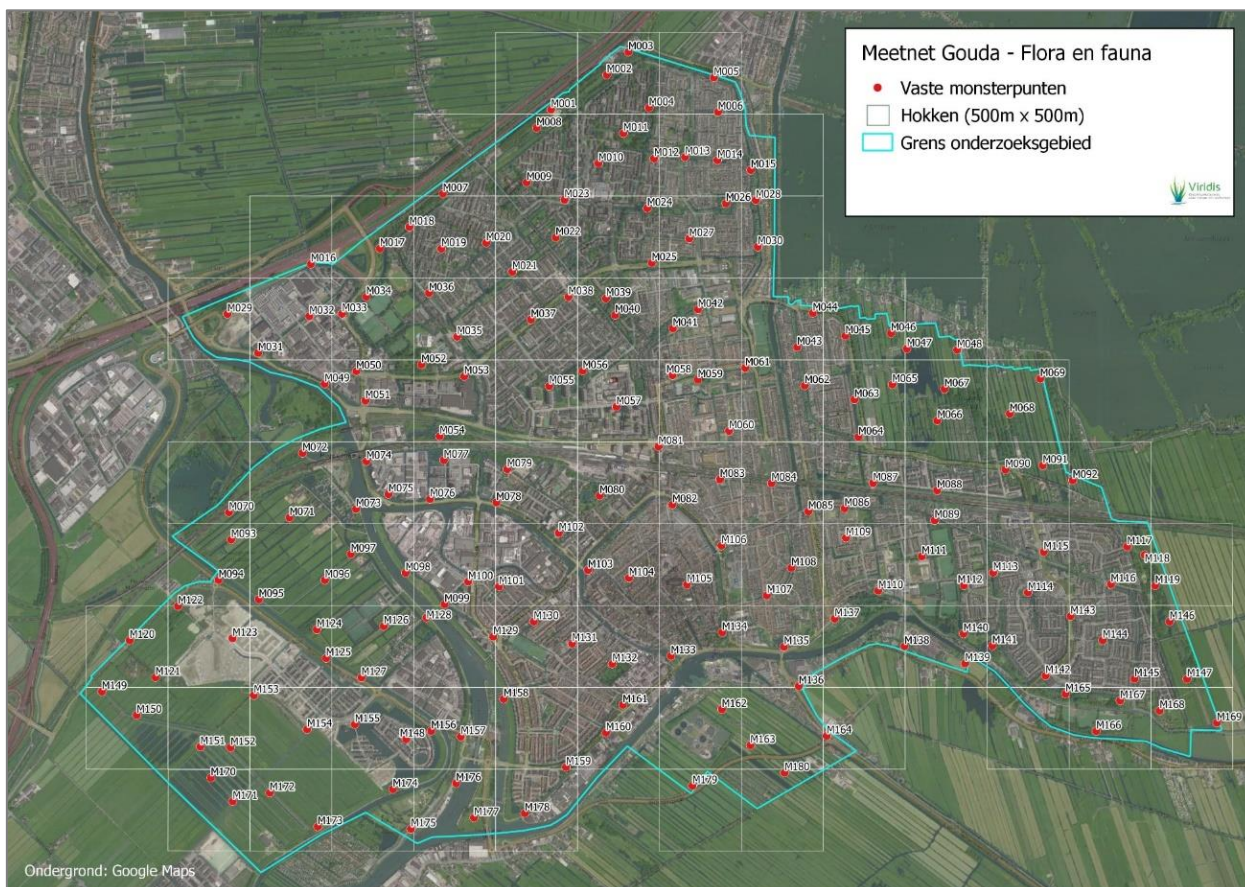 Meetnet Gouda - Flora en fauna
Vaste monsterpunten
Hokken (500m x 500m)
Grens onderzoeksgebied
Viridis
M003
M002
M005
M001
M004
M006
M008
M011
M010
M012
M013
M014
M015
M009
M007
M023
M024
M026
M028
M018
M022
M027
M030
M017
M019
M020
M016
M021
M025
M034
M036
M038
M039
M029
M032
M033
M037
M040
M042
M044
M041
M035
M045
M046
M031
M043
M047
M048
M050
M052
M056
M061
M049
M053
M055
M058
M059
M062
M065
M067
M069
M051
M063
M057
M068
M066
M054
M060
M064
M072
M081
M074
M077
M079
M090
M091
M083
M084
M087
M092
M075
M076
M080
M088
M070
M073
M078
M082
M085
M086
M071
M089
M093
M102
M109
M097
M106
M117
M115
M118
M111
M098
M103
M108
M094
M096
M100
M101
M104
M105
M113
M112
M116
M119
M110
M114
M095
M107
M122
M099
M128
M130
M137
M143
M146
M124
M126
M120
M123
M129
M131
M134
M140
M144
M135
M138
M141
M125
M132
M133
M139
M121
M127
M142
M145
M147
M149
M136
M153
M158
M165
M161
M167
M150
M162
M168
M154
M155
M156
M160
M169
M148
M157
M164
M166
M151
M152
M163
M159
M180
M170
M174
M176
M179
M172
M171
M177
M178
M173
M175
Ondergrond: Google Maps